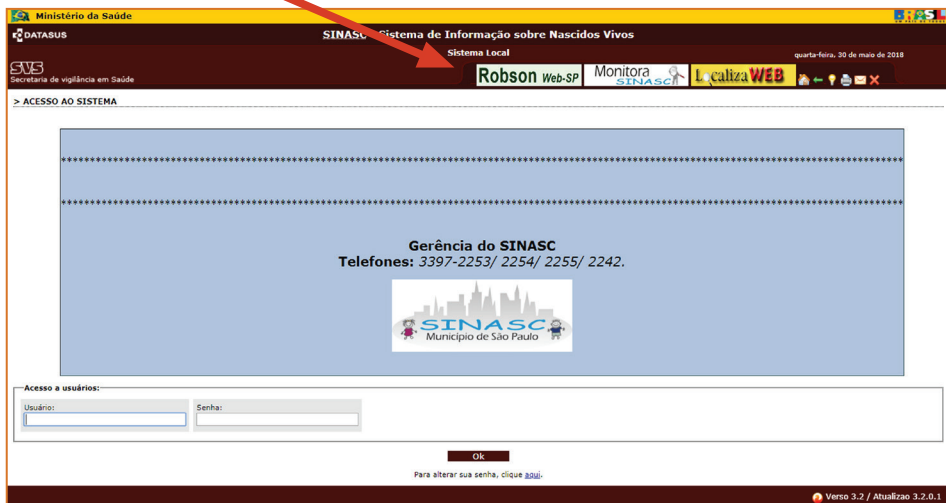 Ministério da Saúde
BRASIL
DATASUS
SINASC - Sistema de Informação sobre Nascidos Vivos
Sistema Local
quarta-feira, 30 de maio de 2018
SVS
Secretaria de vigilância em Saúde
Robson Web-SP
Monitora SINASC
LocalizaWEB
> ACESSO AO SISTEMA
Gerência do SINASC
Telefones: 3397-2253/ 2254/ 2255/ 2242.
SINASC
Município de São Paulo
Acesso a usuários:
Usuário:
Senha:
Ok
Para alterar sua senha, clique aqui.
Verso 3.2 / Atualizao 3.2.0.1